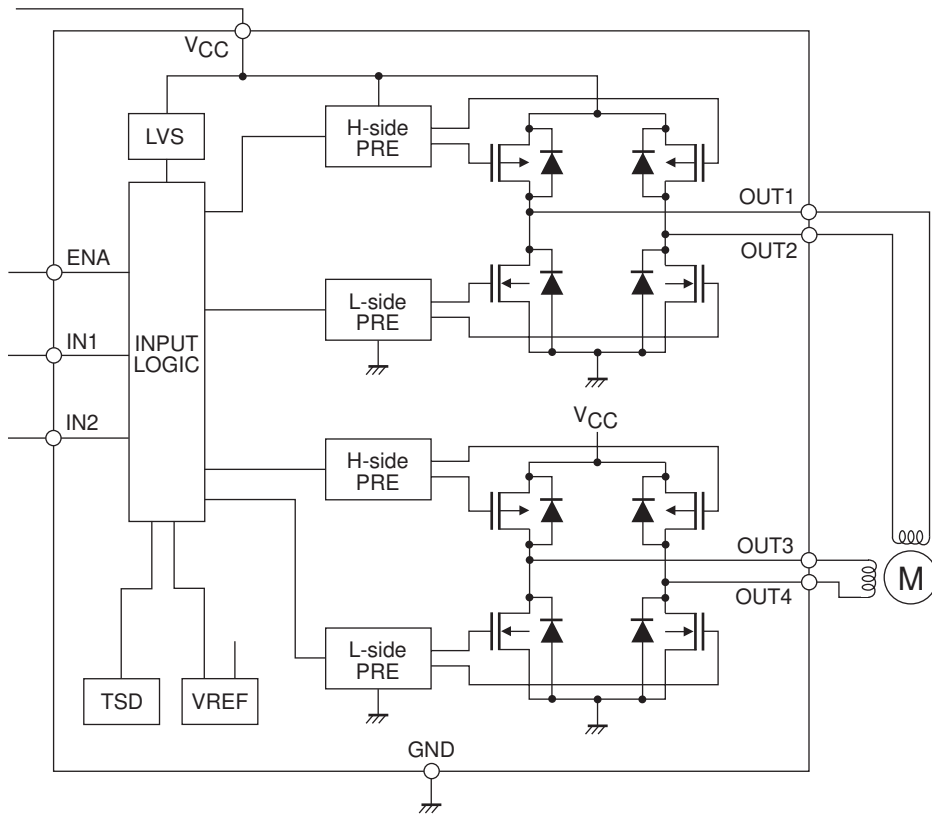 VCC
LVS
H-side
PRE
OUT1
OUT2
ENA
L-side
PRE
INPUT
LOGIC
IN1
IN2
VCC
H-side
PRE
OUT3
OUT4
M
L-side
PRE
TSD
VREF
GND